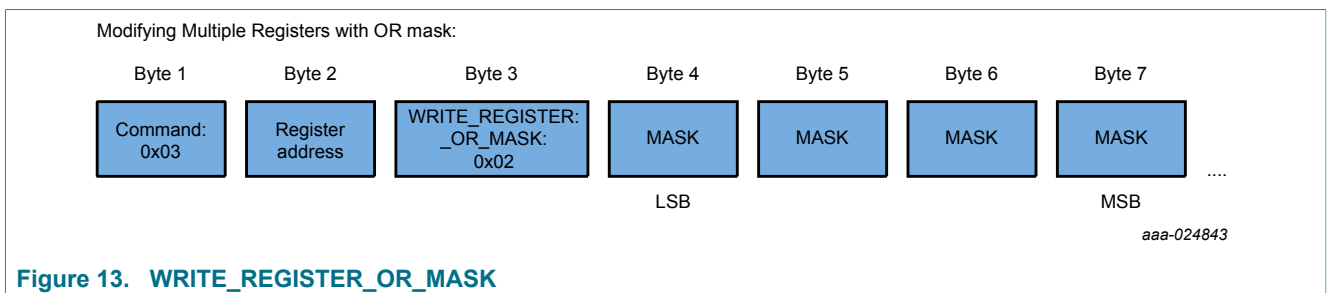 Modifying Multiple Registers with OR mask:
Byte 1 Byte 2 Byte 3 Byte 4 Byte 5 Byte 6 Byte 7
Command:
0x03
Register
address
WRITE_REGISTER:
_OR_MASK:
0x02
MASK
MASK
MASK
MASK
....
LSB MSB
aaa-024843
Figure 13. WRITE_REGISTER_OR_MASK